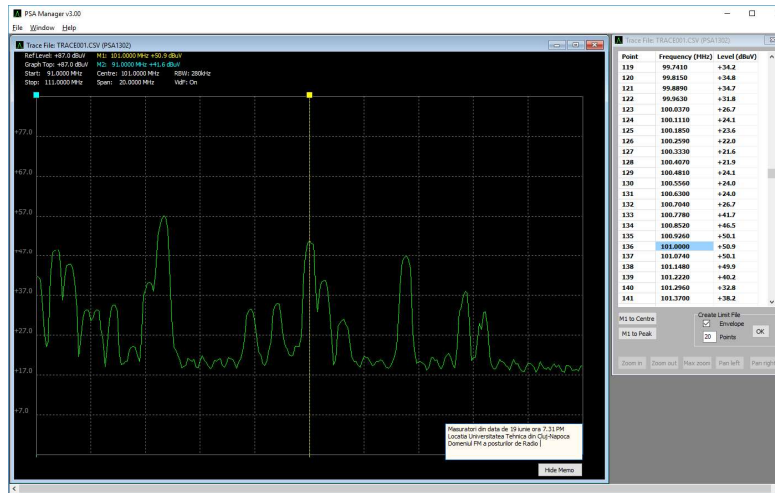 PSA Manager v3.00
File Window Help
Trace File: TRACE001.CSV (PSA1302)
Ref Level: +87.0 dBuV M1: 101.0000 MHz +50.9 dBuV
Graph Top: +87.0 dBuV M2: 91.0000 MHz +41.6 dBuV
Start: 91.0000 MHz Centre: 101.0000 MHz RBW: 280kHz
Stop: 111.0000 MHz Span: 20.0000 MHz VidF: On
+77.0
+67.0
+57.0
+47.0
+37.0
+27.0
+17.0
+7.0
Masuratori din data de 19 iunie ora 7.31 PM
Locatia Universitatea Tehnica din Cluj-Napoca
Domeniul FM a posturilor de Radio
Hide Memo
Trace File: TRACE001.CSV (PSA1302)
Point Frequency (MHz) Level (dBuV)
119 99.7410 +34.2
120 99.8150 +34.8
121 99.8890 +34.7
122 99.9630 +31.8
123 100.0370 +26.7
124 100.1110 +24.1
125 100.1850 +23.6
126 100.2590 +22.0
127 100.3330 +21.6
128 100.4070 +21.9
129 100.4810 +24.1
130 100.5560 +24.0
131 100.6300 +24.0
132 100.7040 +26.7
133 100.7780 +41.7
134 100.8520 +46.5
135 100.9260 +50.1
136 101.0000 +50.9
137 101.0740 +50.1
138 101.1480 +49.9
139 101.2220 +40.2
140 101.2960 +32.8
141 101.3700 +38.2
M1 to Centre
M1 to Peak
Create Limit File
Envelope
20 Points
OK
Zoom in Zoom out Max zoom Pan left Pan right